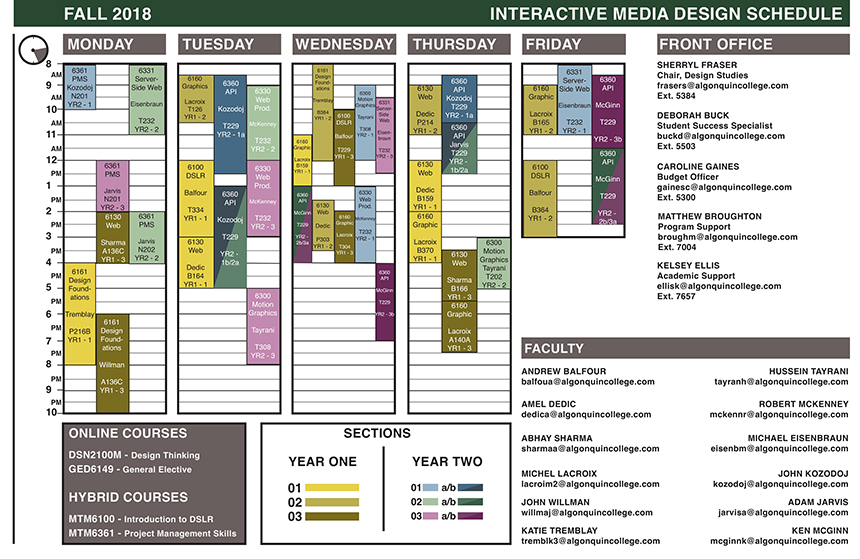 FALL 2018
INTERACTIVE MEDIA DESIGN SCHEDULE
MONDAY
TUESDAY
WEDNESDAY
THURSDAY
FRIDAY
8
AM
9
AM
10
AM
11
AM
12
PM
1
PM
2
PM
3
PM
4
PM
5
PM
6
PM
7
PM
8
PM
9
PM
10
6361
PMS
Kozodoj
N201
YR2 - 1
6331
Server-
Side Web
Eisenbraun
T232
YR2 - 2
6361
PMS
Jarvis
N201
YR2 - 3
6130
Web
Sharma
A136C
YR1 - 3
6361
PMS
Jarvis
N202
YR2 - 2
6161
Design
Found-
ations
Tremblay
P216B
YR1 - 1
6161
Design
Found-
ations
Willman
A136C
YR1 - 3
6160
Graphics
Lacroix
T126
YR1 - 2
6360
API
Kozodoj
T229
YR2 - 1a
6330
Web
Prod.
McKenney
T232
YR2 - 2
6100
DSLR
Balfour
T334
YR1 - 1
6360
API
Kozodoj
T229
YR2 -
1b/2a
6330
Web
Prod.
McKenney
T232
YR2 - 3
6130
Web
Dedic
B164
YR1 - 1
6300
Motion
Graphics
Tayrani
T308
YR2 - 3
6161
Design
Found-
ations
Tremblay
B364
YR1 - 2
6300
Motion
Graphics
Tayrani
T308
YR2 - 1
6331
Server-
Side
Web
Eisen-
braun
T232
YR2 - 3
6100
DSLR
Balfour
T229
YR1 - 3
6160
Graphic
Lacroix
B159
YR1 - 1
6360
API
McGinn
T229
YR2 -
2b/3a
6130
Web
Dedic
P303
YR1 - 2
6160
Graphic
Lacroix
T304
YR1 - 3
6330
Web
Prod.
McKenney
T232
YR2 - 1
6360
API
McGinn
T229
YR2 - 3b
6130
Web
Dedic
P214
YR1 - 2
6360
API
Kozodoj
T229
YR2 - 1a
6360
API
Jarvis
T229
YR2 -
1b/2a
6130
Web
Dedic
B159
YR1 - 1
6160
Graphic
Lacroix
B370
YR1 - 1
6130
Web
Sharma
B166
YR1 - 3
6300
Motion
Graphics
Tayrani
T202
YR2 - 2
6160
Graphic
Lacroix
A140A
YR1 - 3
6160
Graphic
Lacroix
B165
YR1 - 2
6331
Server-
Side Web
Eisenbraun
T232
YR2 - 1
6360
API
McGinn
T229
YR2 - 3b
6100
DSLR
Balfour
B364
YR1 - 2
6360
API
McGinn
T229
YR2 -
2b/3a
FRONT OFFICE
SHERRYL FRASER
Chair, Design Studies
frasers@algonquincollege.com
Ext. 5384
DEBORAH BUCK
Student Success Specialist
buckd@algonquincollege.com
Ext. 5503
CAROLINE GAINES
Budget Officer
gainesc@algonquincollege.com
Ext. 5300
MATTHEW BROUGHTON
Program Support
broughm@algonquincollege.com
Ext. 7004
KELSEY ELLIS
Academic Support
ellisk@algonquincollege.com
Ext. 7657
FACULTY
ANDREW BALFOUR
balfoua@algonquincollege.com
HUSSEIN TAYRANI
tayranh@algonquincollege.com
AMEL DEDIC
dedica@algonquincollege.com
ROBERT MCKENNEY
mckennr@algonquincollege.com
ABHAY SHARMA
sharmaa@algonquincollege.com
MICHAEL EISENBRAUN
eisenbm@algonquincollege.com
MICHEL LACROIX
lacroim2@algonquincollege.com
JOHN KOZODOJ
kozodoj@algonquincollege.com
JOHN WILLMAN
willmaj@algonquincollege.com
ADAM JARVIS
jarvisa@algonquincollege.com
KATIE TREMBLAY
tremblk3@algonquincollege.com
KEN MCGINN
mcginnk@algonquincollege.com
ONLINE COURSES
DSN2100M - Design Thinking
GED6149 - General Elective
HYBRID COURSES
MTM6100 - Introduction to DSLR
MTM6361 - Project Management Skills
SECTIONS
YEAR ONE
01
02
03
YEAR TWO
01 a/b
02 a/b
03 a/b